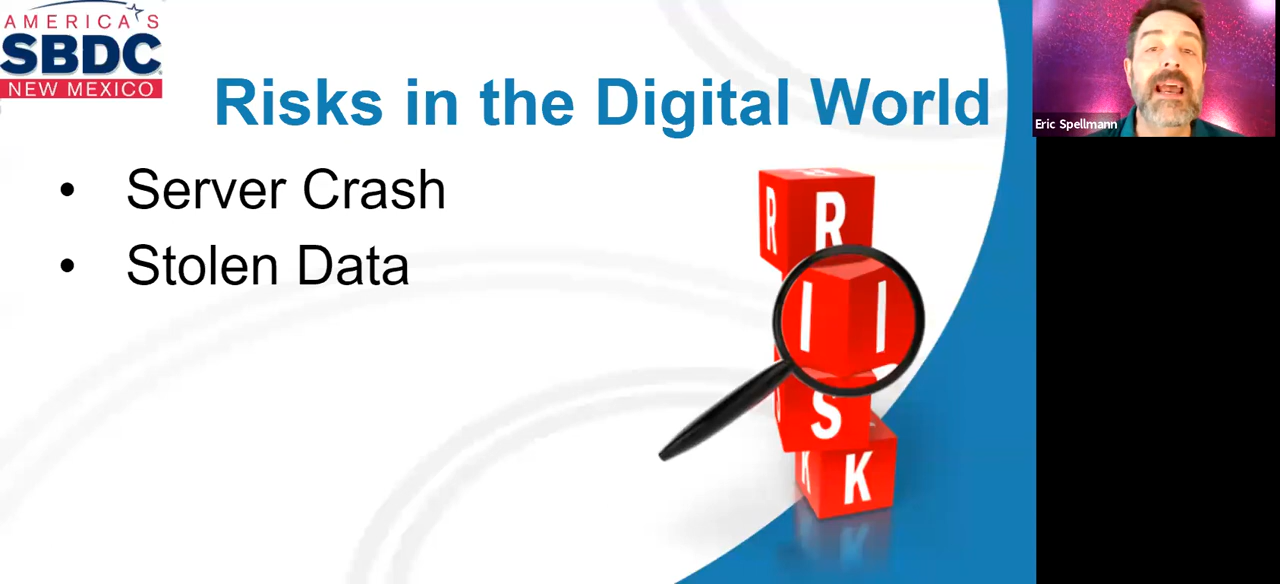 AMERICA'S
SBDC
NEW MEXICO
Risks in the Digital World
• Server Crash
• Stolen Data
Eric Spellmann
R R
I I
S
K K